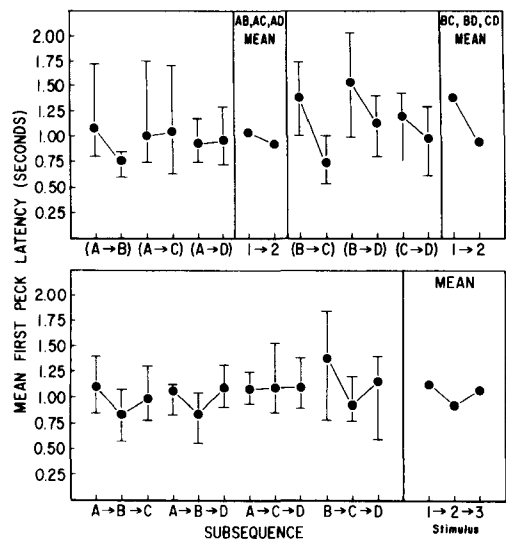 MEAN FIRST PECK LATENCY (SECONDS)
2.00
1.75
1.50
1.25
1.00
0.75
0.50
0.25
AB,AC,AD
MEAN
BC, BD, CD
MEAN
(A→B) (A→C) (A→D) 1→2 (B→C) (B→D) (C→D) 1→2
2.00
1.75
1.50
1.25
1.00
0.75
0.50
0.25
MEAN
A→B→C A→B→D A→C→D B→C→D 1→2→3
SUBSEQUENCE
Stimulus